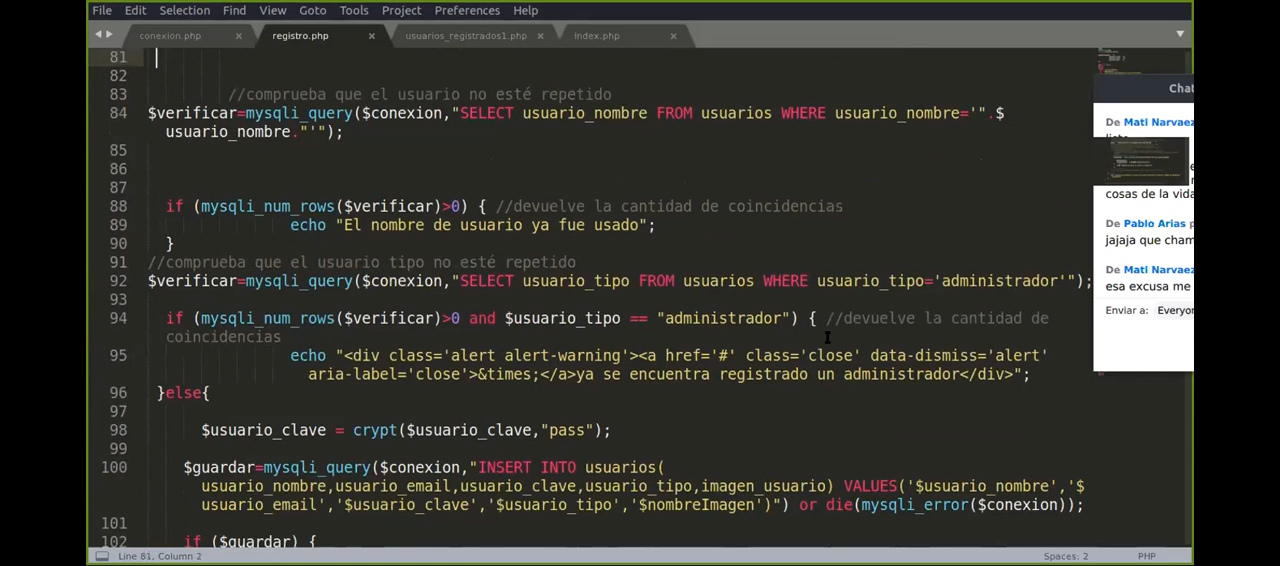 File Edit Selection Find View Goto Tools Project Preferences Help
conexion.php × registro.php × usuarios_registrados1.php × index.php ×
81
82
83 //comprueba que el usuario no esté repetido
84 $verificar=mysqli_query($conexion,"SELECT usuario_nombre FROM usuarios WHERE usuario_nombre='".$
usuario_nombre."'");
85
86
87
88 if (mysqli_num_rows($verificar)>0) { //devuelve la cantidad de coincidencias
89 echo "El nombre de usuario ya fue usado";
90 }
91 //comprueba que el usuario tipo no esté repetido
92 $verificar=mysqli_query($conexion,"SELECT usuario_tipo FROM usuarios WHERE usuario_tipo='administrador'");
93
94 if (mysqli_num_rows($verificar)>0 and $usuario_tipo == "administrador") { //devuelve la cantidad de
coincidencias
95 echo "<div class='alert alert-warning'><a href='#' class='close' data-dismiss='alert'
aria-label='close'>&times;</a>ya se encuentra registrado un administrador</div>";
96 }else{
97
98 $usuario_clave = crypt($usuario_clave,"pass");
99
100 $guardar=mysqli_query($conexion,"INSERT INTO usuarios(
usuario_nombre,usuario_email,usuario_clave,usuario_tipo,imagen_usuario) VALUES('$usuario_nombre','$
usuario_email','$usuario_clave','$usuario_tipo','$nombreImagen')") or die(mysqli_error($conexion));
101
102 if ($guardar) {
Chat
De Mati Narvaez
cosas de la vida
De Pablo Arias p
jajaja que cham
De Mati Narvaez
esa excusa me
Enviar a: Everyon
Line 81, Column 2
Spaces: 2
PHP